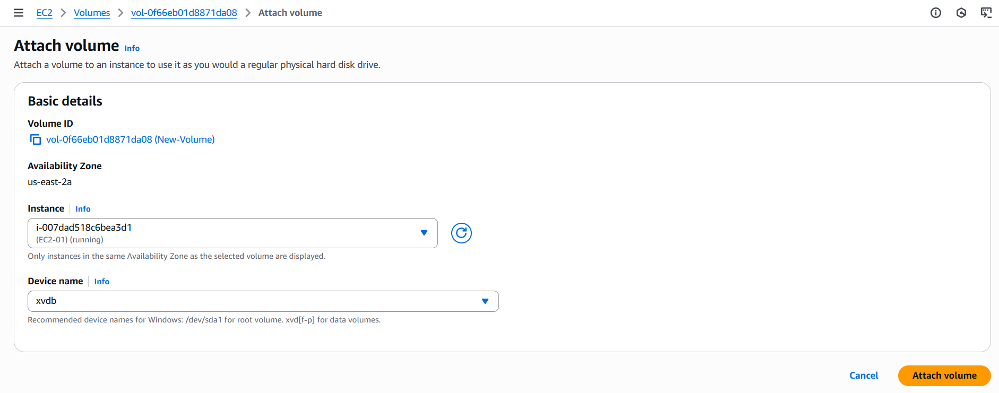 EC2 > Volumes > vol-0f66eb01d8871da08 > Attach volume
Attach volume Info
Attach a volume to an instance to use it as you would a regular physical hard disk drive.
Basic details
Volume ID
vol-0f66eb01d8871da08 (New-Volume)
Availability Zone
us-east-2a
Instance | Info
i-007dad518c6bea3d1
(EC2-01) (running)
Only instances in the same Availability Zone as the selected volume are displayed.
Device name | Info
xvdb
Recommended device names for Windows: /dev/sda1 for root volume. xvd[f-p] for data volumes.
Cancel Attach volume